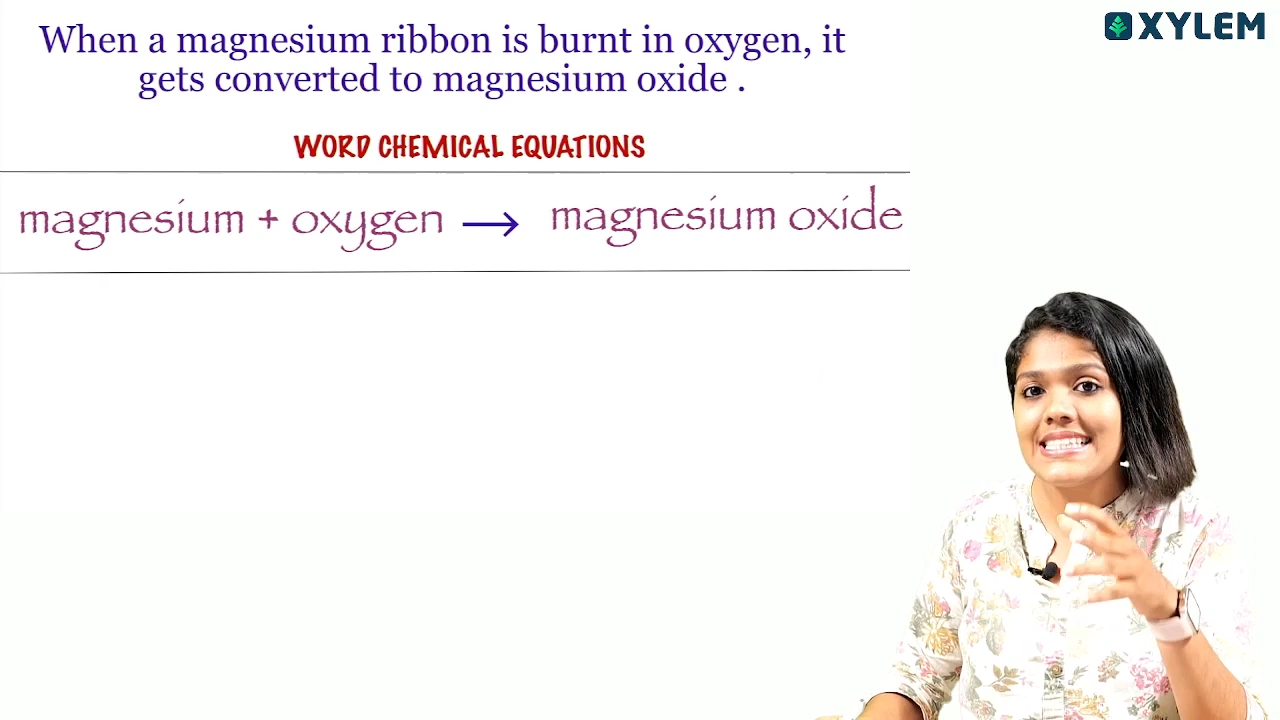 XYLEM
When a magnesium ribbon is burnt in oxygen, it
gets converted to magnesium oxide .
WORD CHEMICAL EQUATIONS
magnesium + oxygen → magnesium oxide